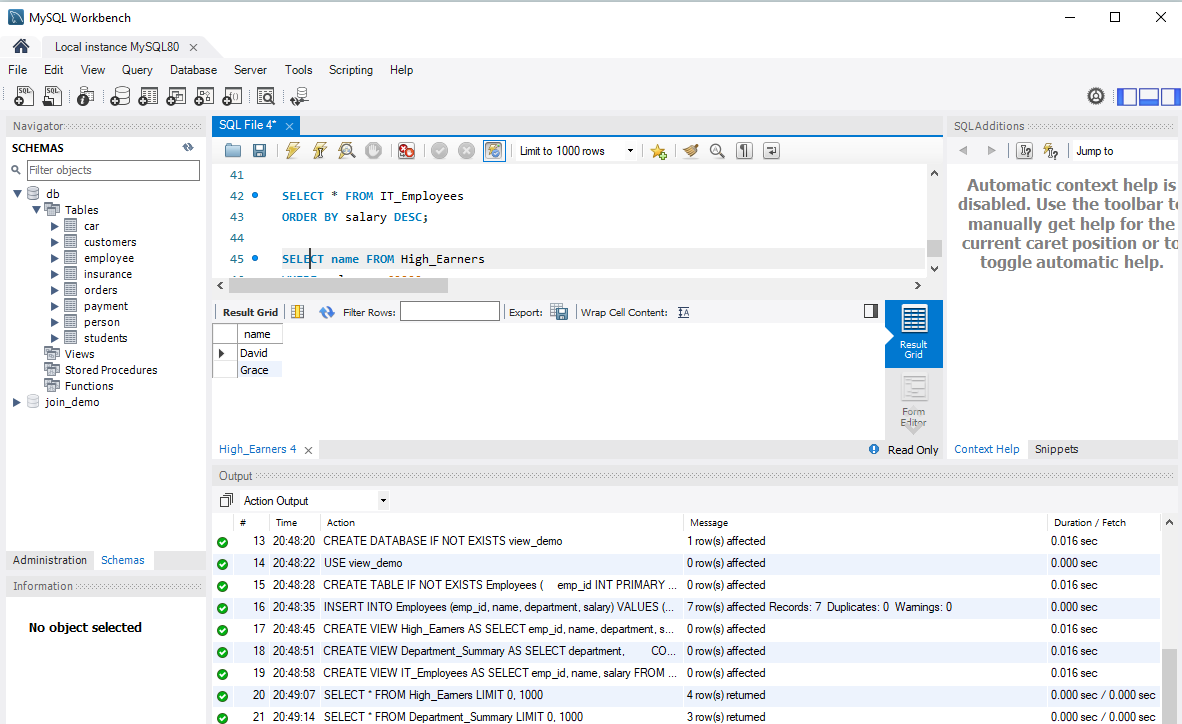 MySQL Workbench
Local instance MySQL80
File Edit View Query Database Server Tools Scripting Help
Navigator
SCHEMAS
Filter objects
db
Tables
car
customers
employee
insurance
orders
payment
person
students
Views
Stored Procedures
Functions
join_demo
Administration Schemas
Information
No object selected
SQL File 4*
Limit to 1000 rows
41
42 SELECT * FROM IT_Employees
43 ORDER BY salary DESC;
44
45 SELECT name FROM High_Earners
Result Grid Filter Rows: Export: Wrap Cell Content:
name
David
Grace
Result
Grid
Form
Editor
High_Earners 4
Read Only
SQLAdditions
Jump to
Automatic context help is
disabled. Use the toolbar to
manually get help for the
current caret position or to
toggle automatic help.
Context Help Snippets
Output
Action Output
# Time Action Message Duration / Fetch
13 20:48:20 CREATE DATABASE IF NOT EXISTS view_demo 1 row(s) affected 0.016 sec
14 20:48:22 USE view_demo 0 row(s) affected 0.000 sec
15 20:48:28 CREATE TABLE IF NOT EXISTS Employees ( emp_id INT PRIMARY ... 0 row(s) affected 0.016 sec
16 20:48:35 INSERT INTO Employees (emp_id, name, department, salary) VALUES (... 7 row(s) affected Records: 7 Duplicates: 0 Warnings: 0 0.000 sec
17 20:48:45 CREATE VIEW High_Earners AS SELECT emp_id, name, department, s... 0 row(s) affected 0.016 sec
18 20:48:51 CREATE VIEW Department_Summary AS SELECT department, CO... 0 row(s) affected 0.016 sec
19 20:48:58 CREATE VIEW IT_Employees AS SELECT emp_id, name, salary FROM ... 0 row(s) affected 0.016 sec
20 20:49:07 SELECT * FROM High_Earners LIMIT 0, 1000 4 row(s) returned 0.000 sec / 0.000 sec
21 20:49:14 SELECT * FROM Department_Summary LIMIT 0, 1000 3 row(s) returned 0.000 sec / 0.000 sec